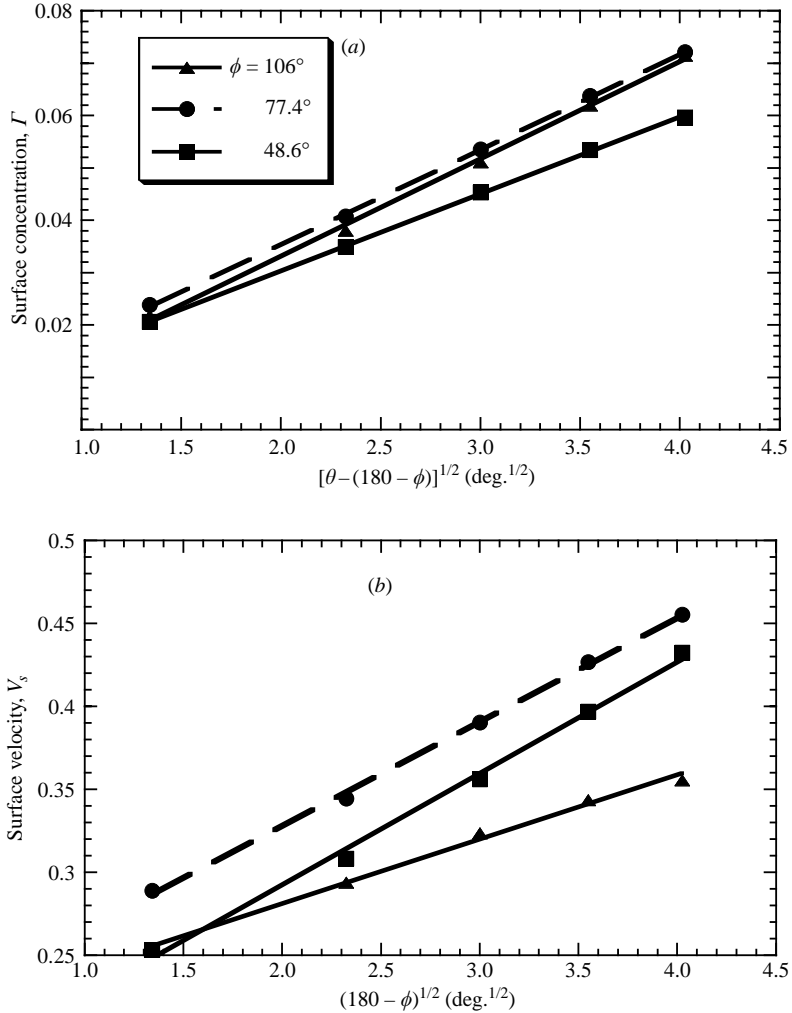 0.08
(a)
ϕ = 106°
77.4°
48.6°
0.06
0.04
0.02
Surface concentration, Γ
1.0 1.5 2.0 2.5 3.0 3.5 4.0 4.5
[θ – (180 – ϕ)]^1/2 (deg.^1/2)
0.5
(b)
0.45
0.4
0.35
0.3
0.25
Surface velocity, V_s
1.0 1.5 2.0 2.5 3.0 3.5 4.0 4.5
(180 – ϕ)^1/2 (deg.^1/2)